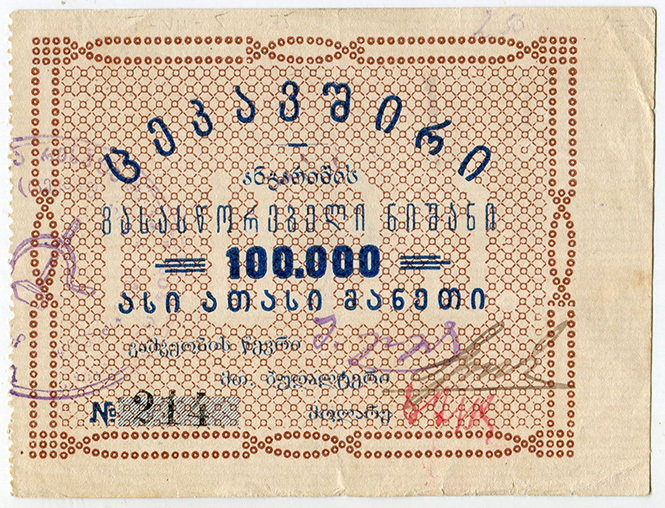 ცეკავშირი
ანგარიშის
გასასწორებელი ნიშანი
100.000
ასი ათასი მანეთი
გამგეობის წევრი
მთ. ბუღალტერი
№ 214 მოლარე